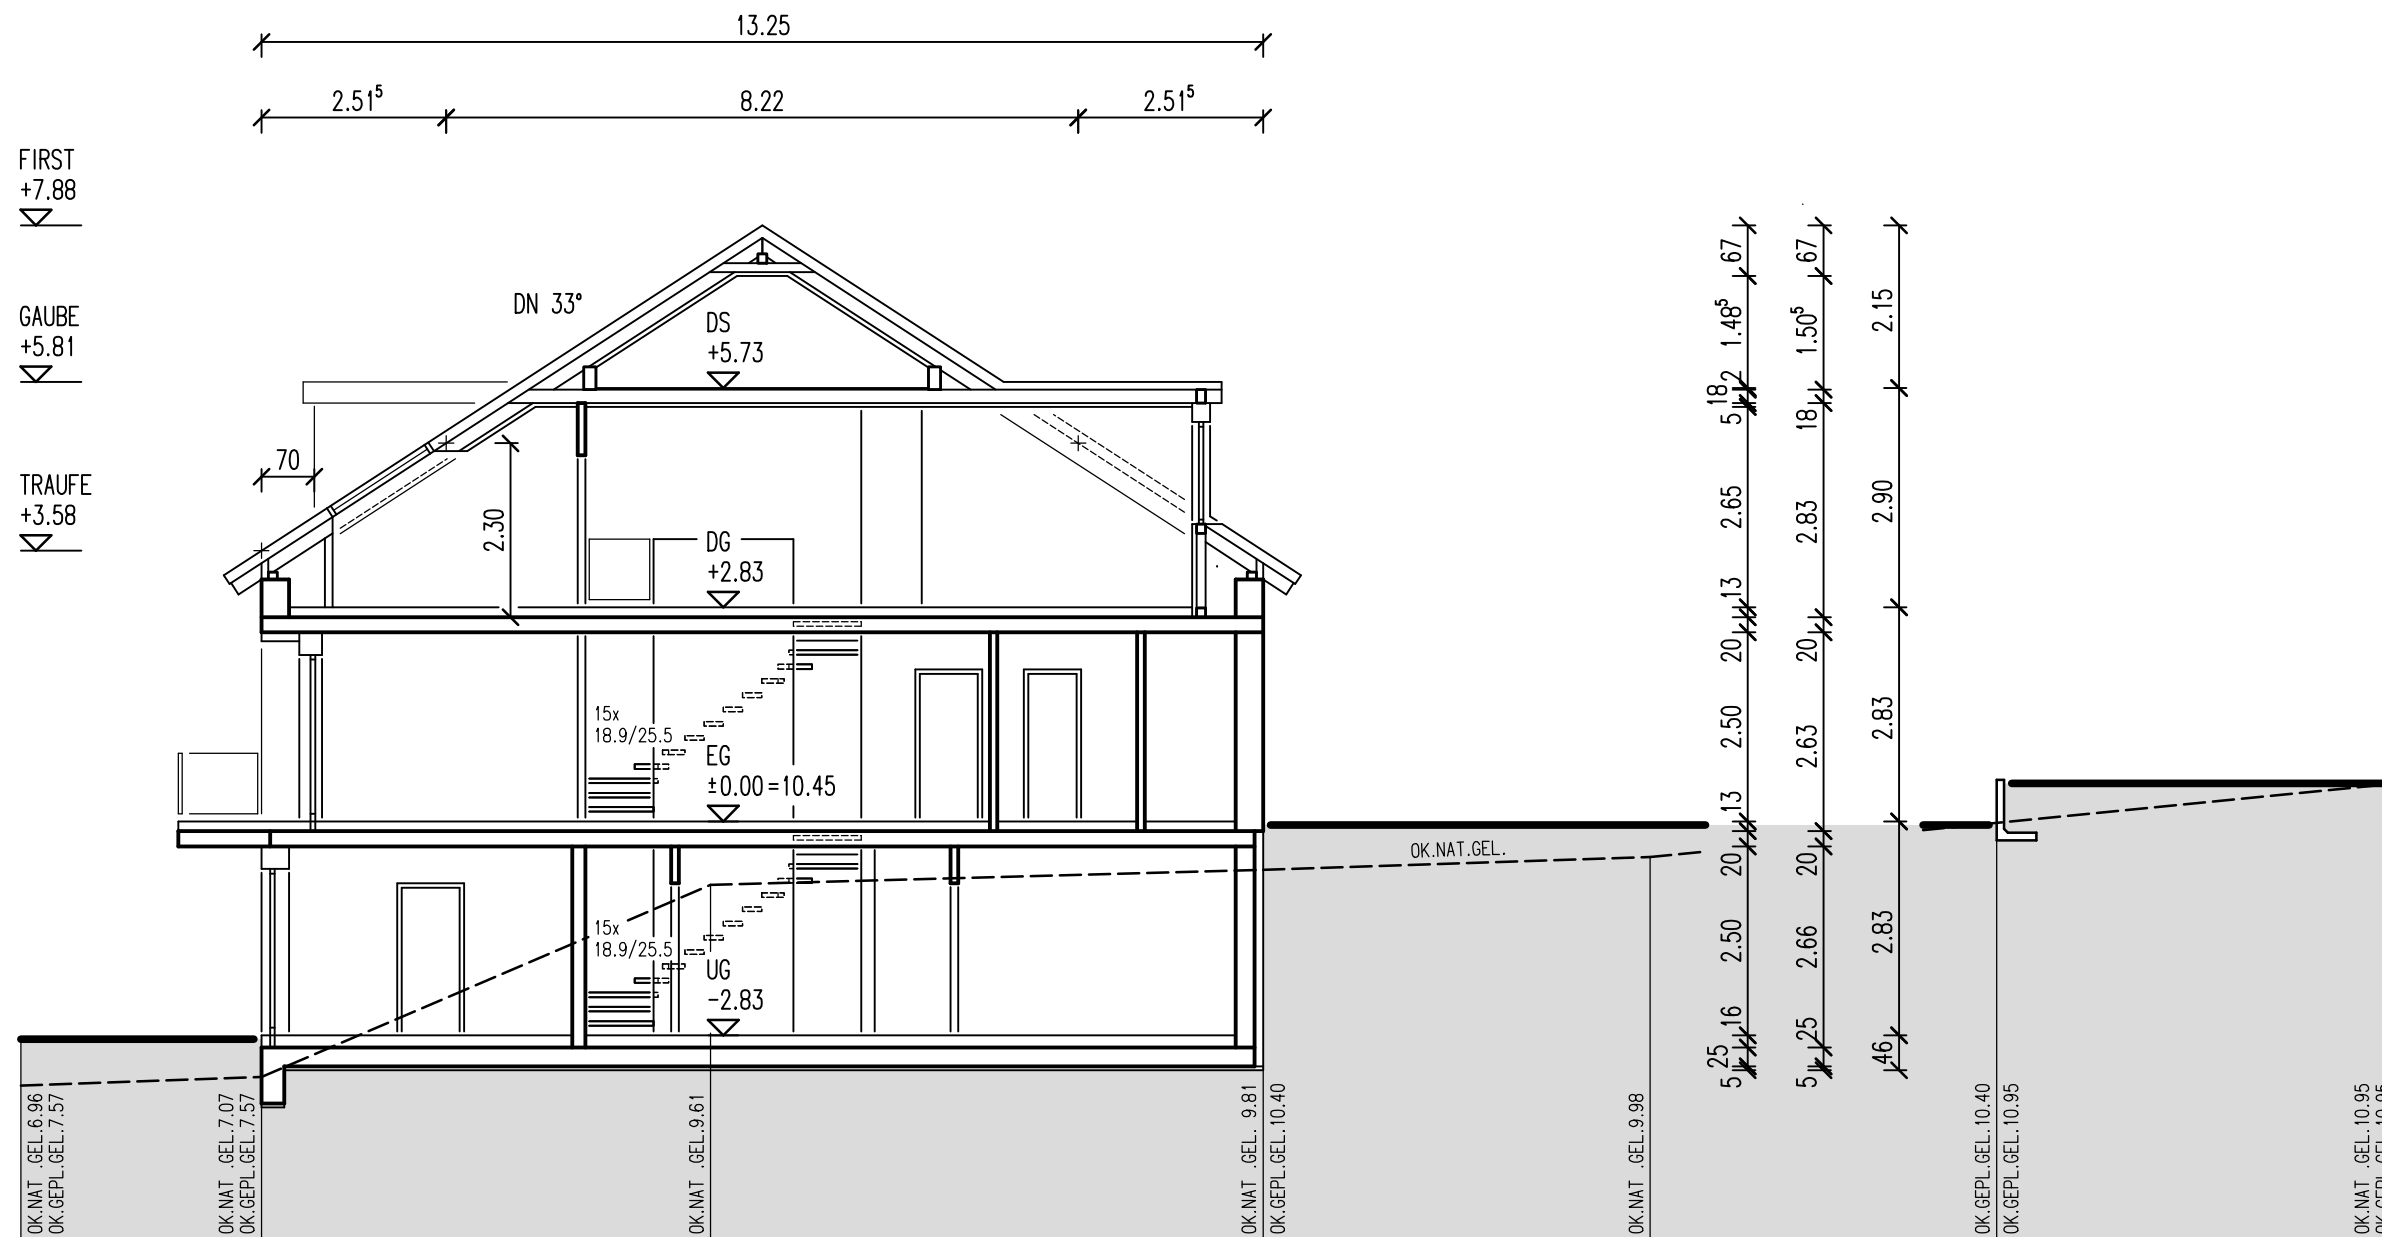 13.25
2.51⁵
8.22
2.51⁵
FIRST
+7.88
GAUBE
+5.81
TRAUFE
+3.58
70
DN 33°
DS
+5.73
2.30
DG
+2.83
15x
18.9/25.5
EG
±0.00=10.45
15x
18.9/25.5
UG
-2.83
OK.NAT.GEL.
67
1.48⁵
2
18
5
2.65
13
20
2.50
13
20
2.50
16
25
5
67
1.50⁵
18
2.83
20
2.63
20
2.66
25
5
2.15
2.90
2.83
2.83
46
OK.NAT .GEL.6.96
OK.GEPL.GEL.7.57
OK.NAT .GEL.7.07
OK.GEPL.GEL.7.57
OK.NAT .GEL.9.61
OK.NAT .GEL. 9.81
OK.GEPL.GEL.10.40
OK.NAT .GEL.9.98
OK.GEPL.GEL.10.40
OK.GEPL.GEL.10.95
OK.NAT .GEL.10.95
OK.GEPL.GEL.10.95